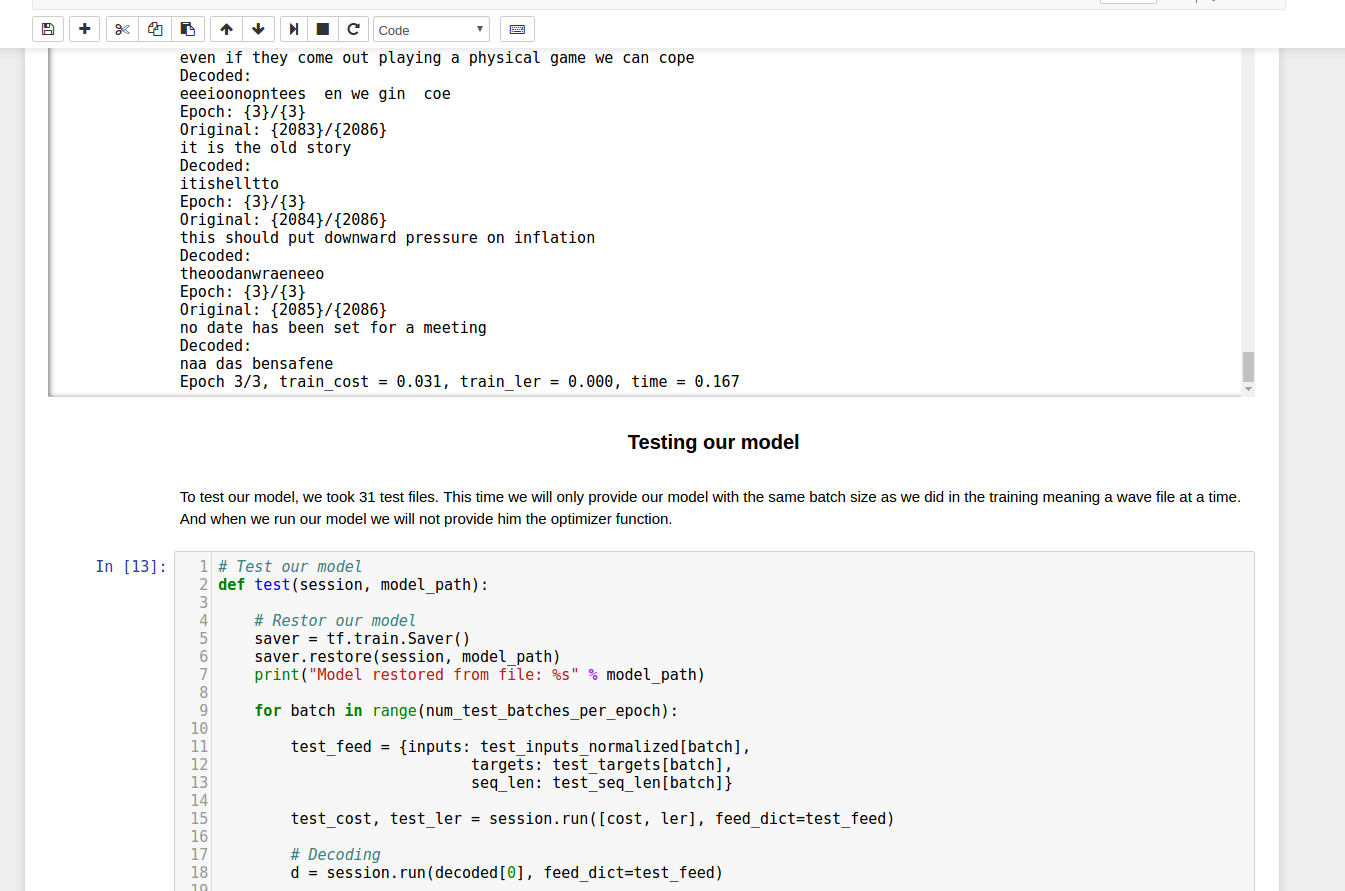 Code
even if they come out playing a physical game we can cope
Decoded:
eeeioonopntees  en we gin  coe
Epoch: {3}/{3}
Original: {2083}/{2086}
it is the old story
Decoded:
itishelltto
Epoch: {3}/{3}
Original: {2084}/{2086}
this should put downward pressure on inflation
Decoded:
theoodanwraeneeo
Epoch: {3}/{3}
Original: {2085}/{2086}
no date has been set for a meeting
Decoded:
naa das bensafene
Epoch 3/3, train_cost = 0.031, train_ler = 0.000, time = 0.167
Testing our model
To test our model, we took 31 test files. This time we will only provide our model with the same batch size as we did in the training meaning a wave file at a time.
And when we run our model we will not provide him the optimizer function.
In [13]:
1 # Test our model
2 def test(session, model_path):
3
4     # Restor our model
5     saver = tf.train.Saver()
6     saver.restore(session, model_path)
7     print("Model restored from file: %s" % model_path)
8
9     for batch in range(num_test_batches_per_epoch):
10
11         test_feed = {inputs: test_inputs_normalized[batch],
12                             targets: test_targets[batch],
13                             seq_len: test_seq_len[batch]}
14
15         test_cost, test_ler = session.run([cost, ler], feed_dict=test_feed)
16
17         # Decoding
18         d = session.run(decoded[0], feed_dict=test_feed)
19